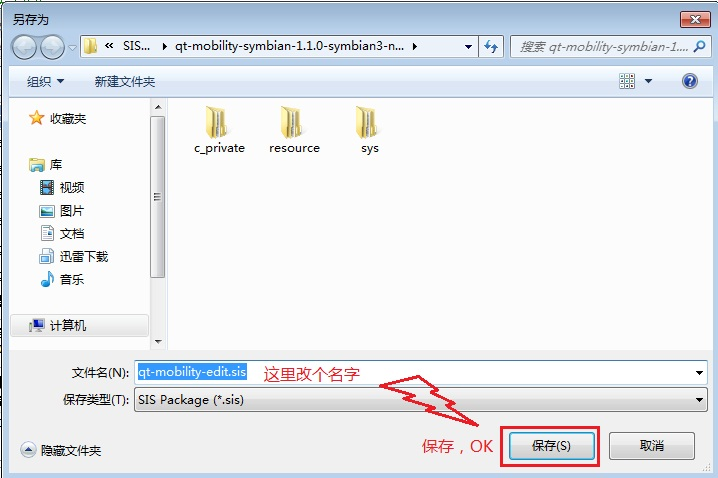 另存为
« SIS... ▸ qt-mobility-symbian-1.1.0-symbian3-n... ▸
搜索 qt-mobility-symbian-1....
组织
新建文件夹
收藏夹
库
视频
图片
文档
迅雷下载
音乐
计算机
c_private
resource
sys
文件名(N): qt-mobility-edit.sis 这里改个名字
保存类型(T): SIS Package (*.sis)
隐藏文件夹
保存，OK
保存(S)
取消